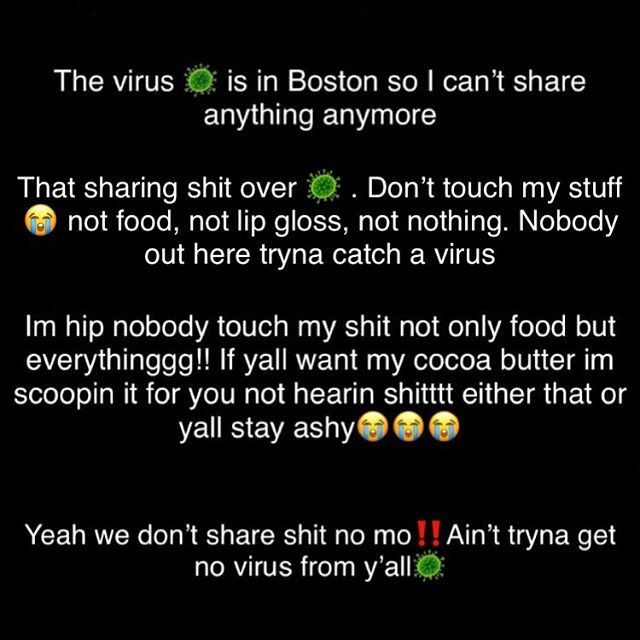 The virus 🦠 is in Boston so I can't share
anything anymore
That sharing shit over 🦠 . Don't touch my stuff
😭 not food, not lip gloss, not nothing. Nobody
out here tryna catch a virus
Im hip nobody touch my shit not only food but
everythinggg!! If yall want my cocoa butter im
scoopin it for you not hearin shitttt either that or
yall stay ashy😭😭😭
Yeah we don't share shit no mo‼️Ain't tryna get
no virus from y'all🦠